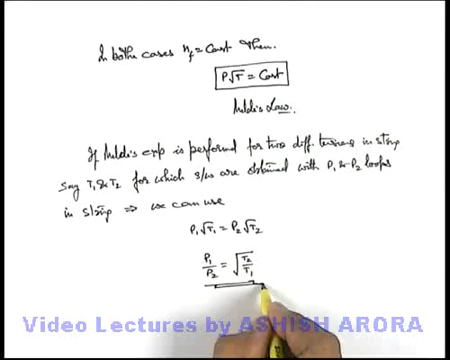 In both cases n_f = Const Then.
P√T = Const
Melde's Law.
If Melde's exp is performed for two diff. tensions in string
say T₁ & T₂ for which s/w are obtained with P₁ & P₂ loops
in string ⇒ we can use
P₁√T₁ = P₂√T₂
P₁/P₂ = √(T₂/T₁)
Video Lectures by ASHISH ARORA